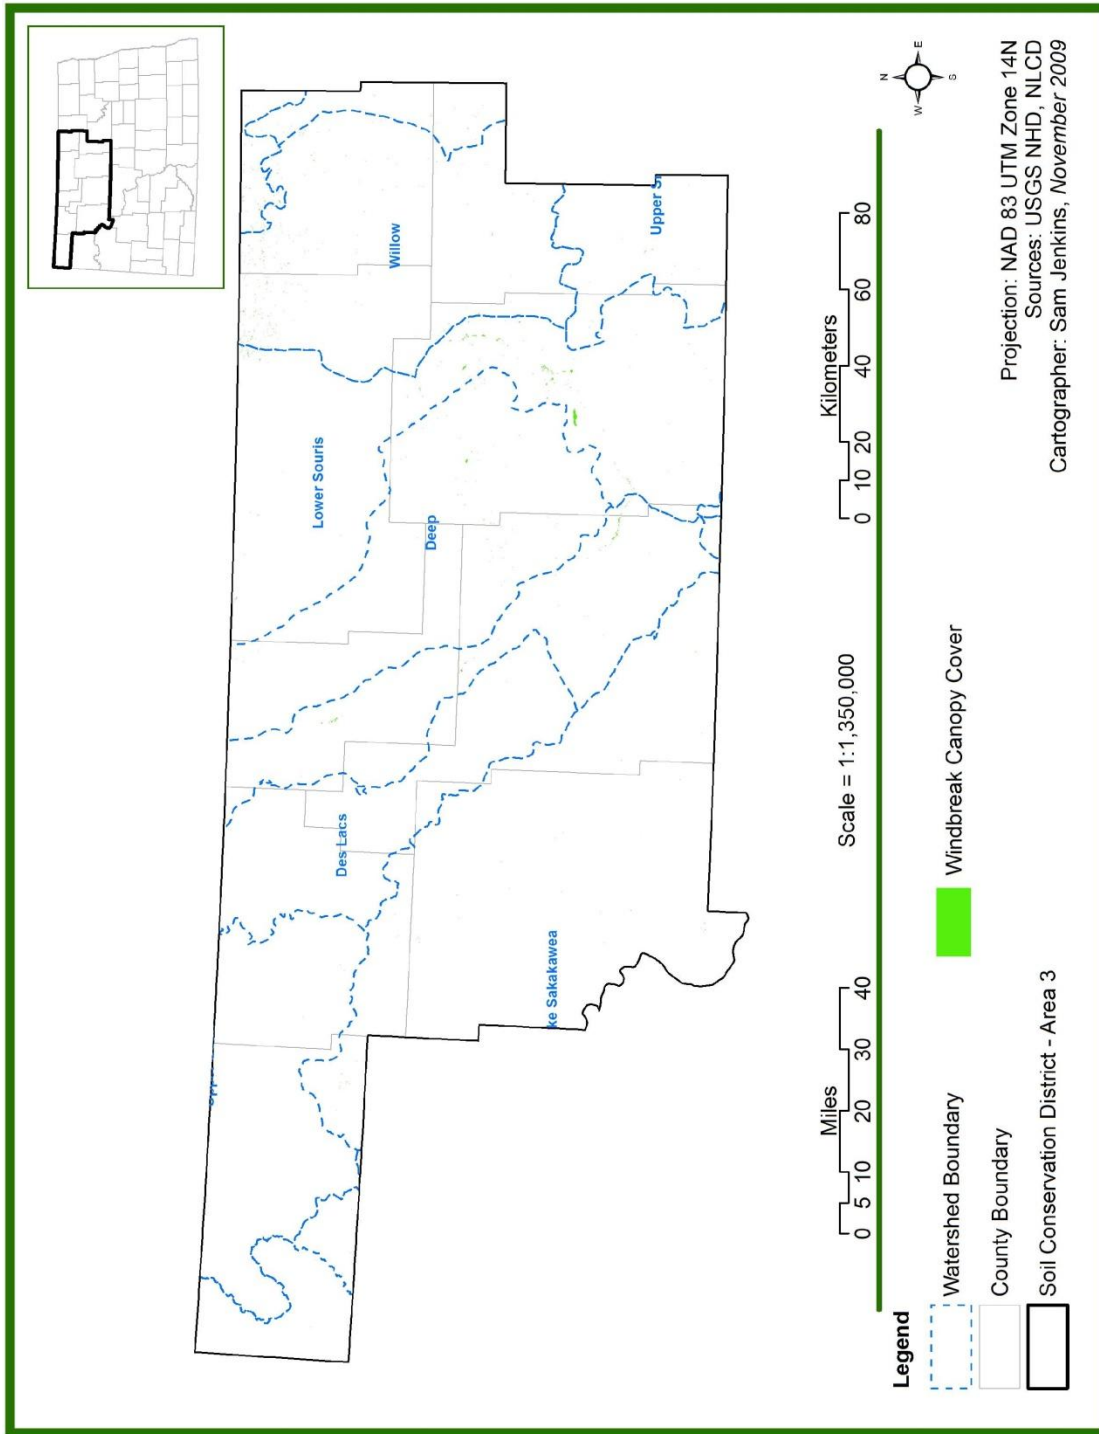 Lower Souris
Willow
Deep
Des Lacs
ke Sakakawea
Upper S
Miles
0 5 10 20 30 40
Scale = 1:1,350,000
Kilometers
0 10 20 40 60 80
N
W E
S
Legend
Watershed Boundary
County Boundary
Soil Conservation District - Area 3
Windbreak Canopy Cover
Projection: NAD 83 UTM Zone 14N
Sources: USGS NHD, NLCD
Cartographer: Sam Jenkins, November 2009